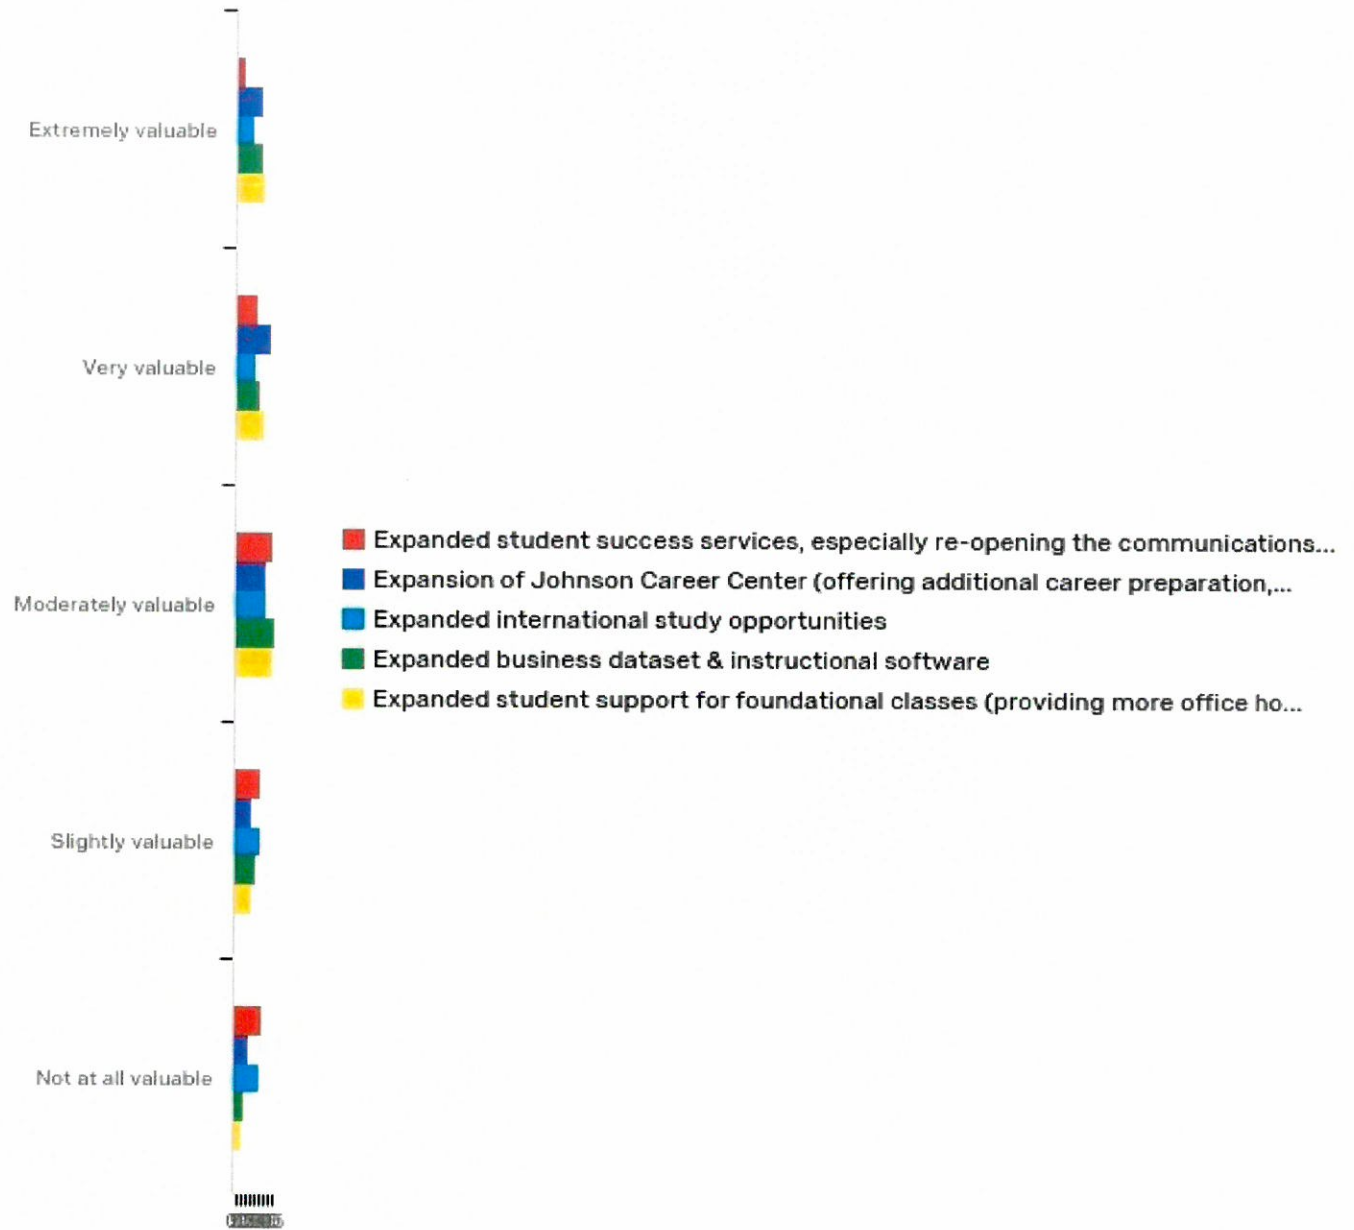 Extremely valuable
Very valuable
Moderately valuable
Slightly valuable
Not at all valuable
Expanded student success services, especially re-opening the communications...
Expansion of Johnson Career Center (offering additional career preparation,...
Expanded international study opportunities
Expanded business dataset & instructional software
Expanded student support for foundational classes (providing more office ho...